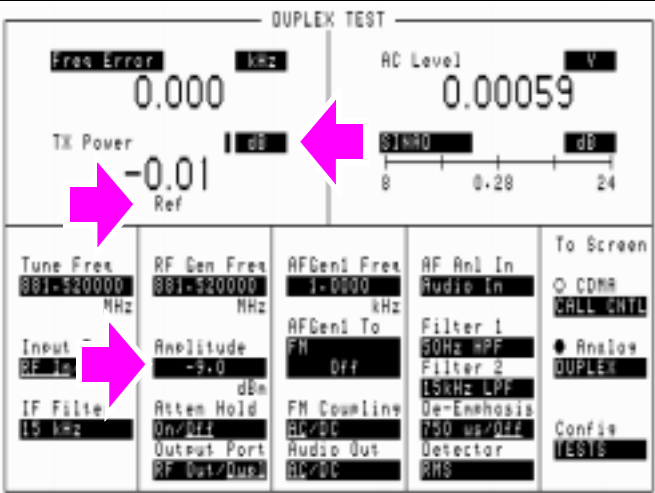 DUPLEX TEST
Freq Error kHz
0.000
AC Level V
0.00059
TX Power dB
-0.01
Ref
SINAD dB
8 0.28 24
To Screen
Tune Freq
881.520000
MHz
RF Gen Freq
881.520000
MHz
AFGen1 Freq
1.0000
kHz
AF Anl In
Audio In
CDMA
CALL CNTL
Input
RF In
Amplitude
-9.0
dBm
AFGen1 To
FM
Off
Filter 1
50Hz HPF
Filter 2
15kHz LPF
Analog
DUPLEX
IF Filter
15 kHz
Atten Hold
On/Off
Output Port
RF Out/Dupl
FM Coupling
AC/DC
Audio Out
AC/DC
De-Emphasis
750 us/Off
Detector
RMS
Config
TESTS